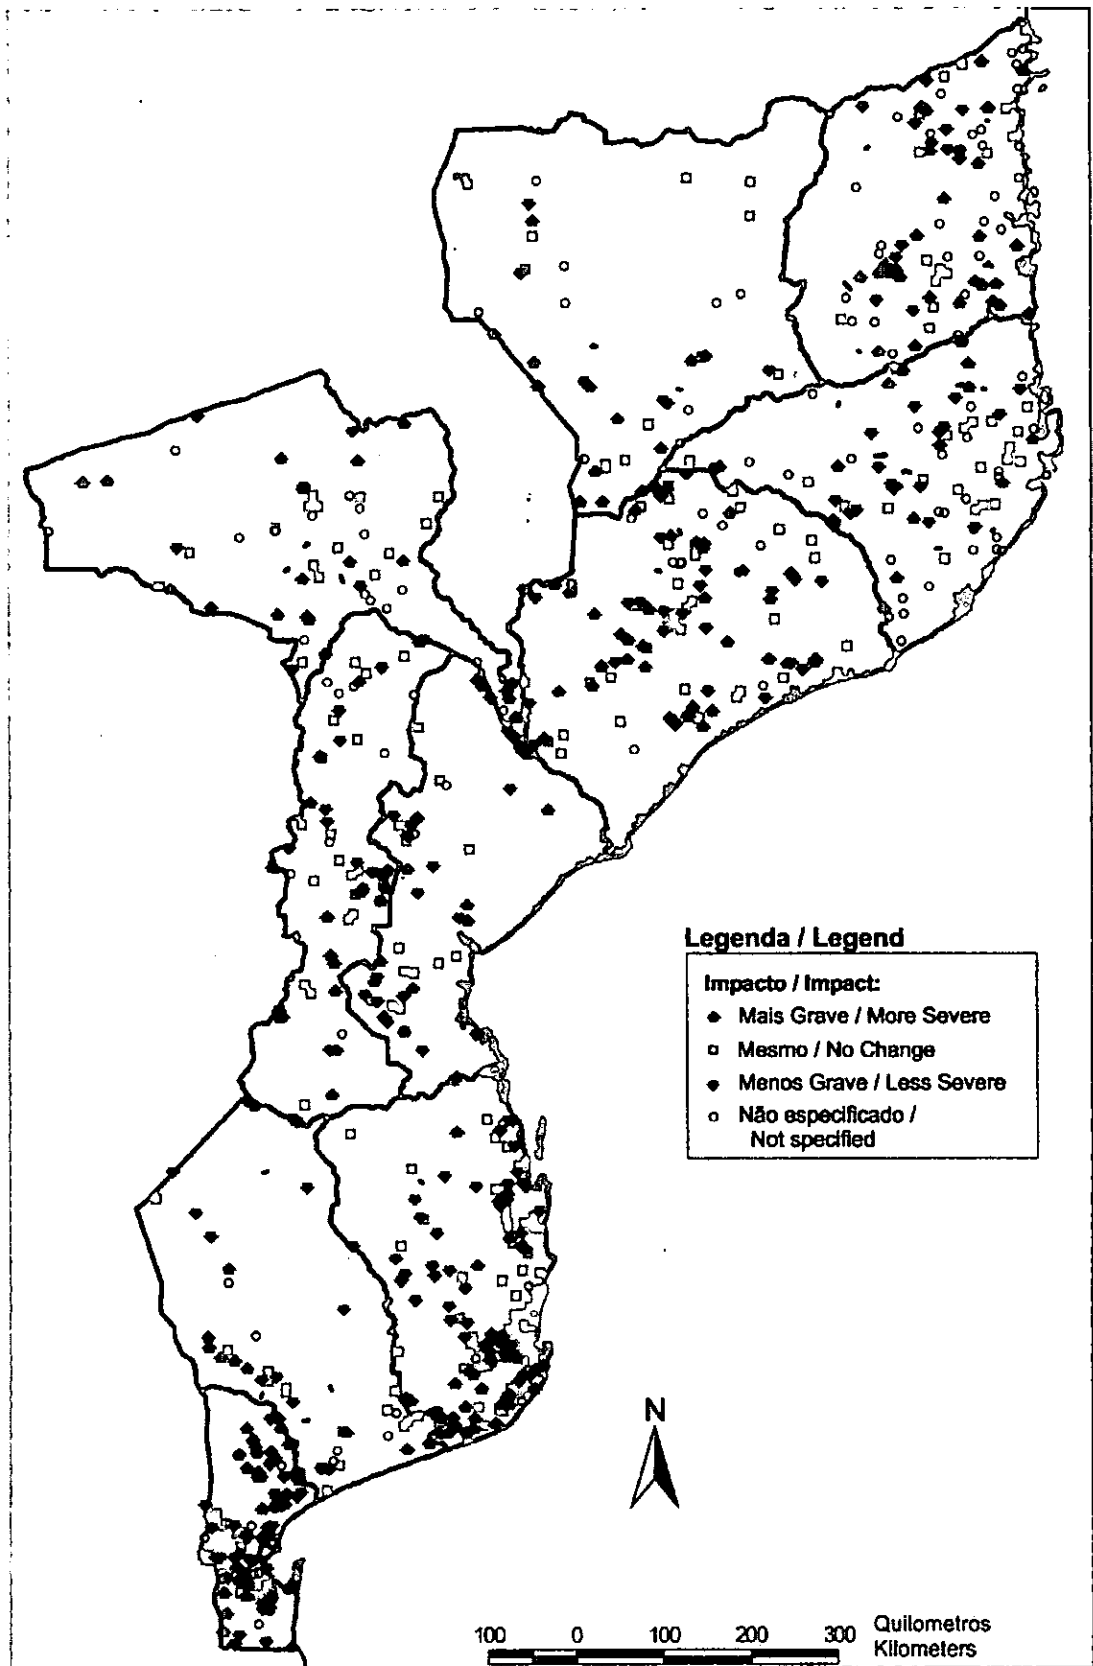 Legenda / Legend
Impacto / Impact:
Mais Grave / More Severe
Mesmo / No Change
Menos Grave / Less Severe
Não especificado /
Not specified
N
100 0 100 200 300 Quilometros
Kilometers